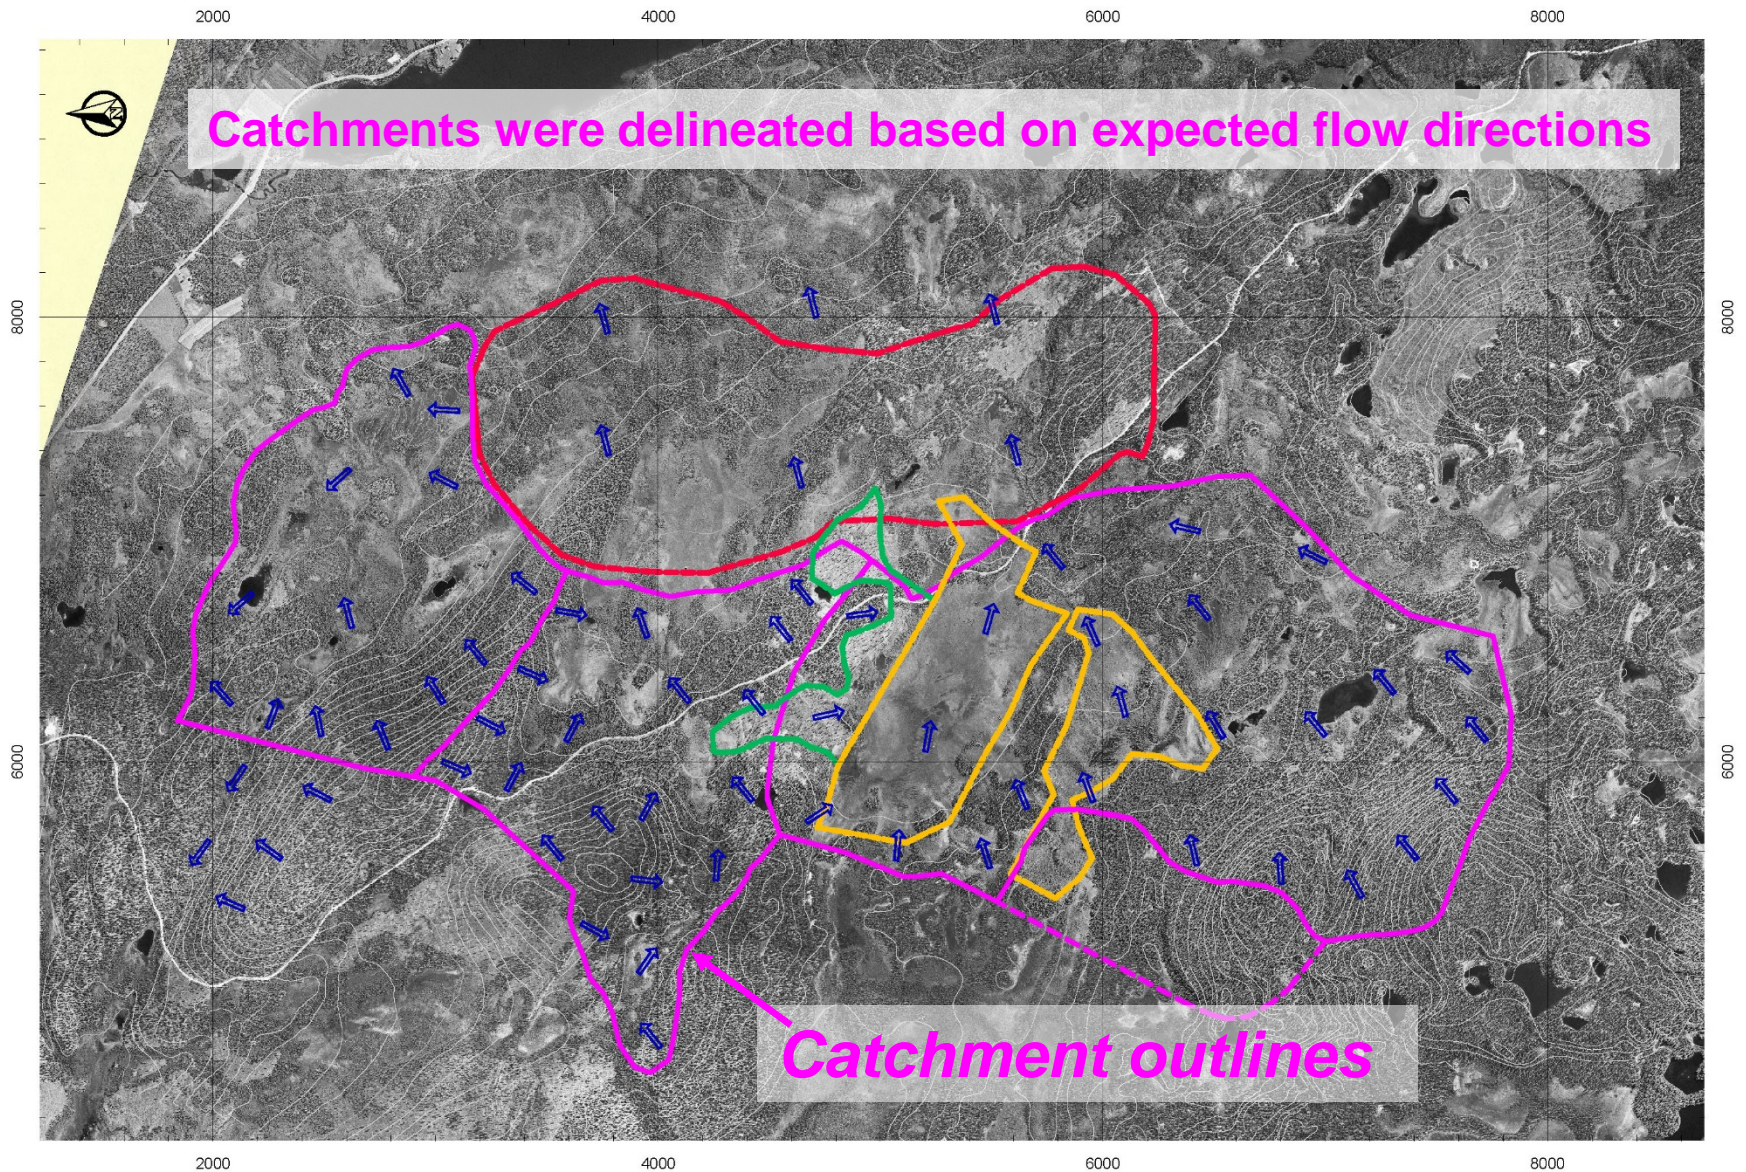 2000 4000 6000 8000
Catchments were delineated based on expected flow directions
8000 8000
6000 6000
Catchment outlines
2000 4000 6000 8000